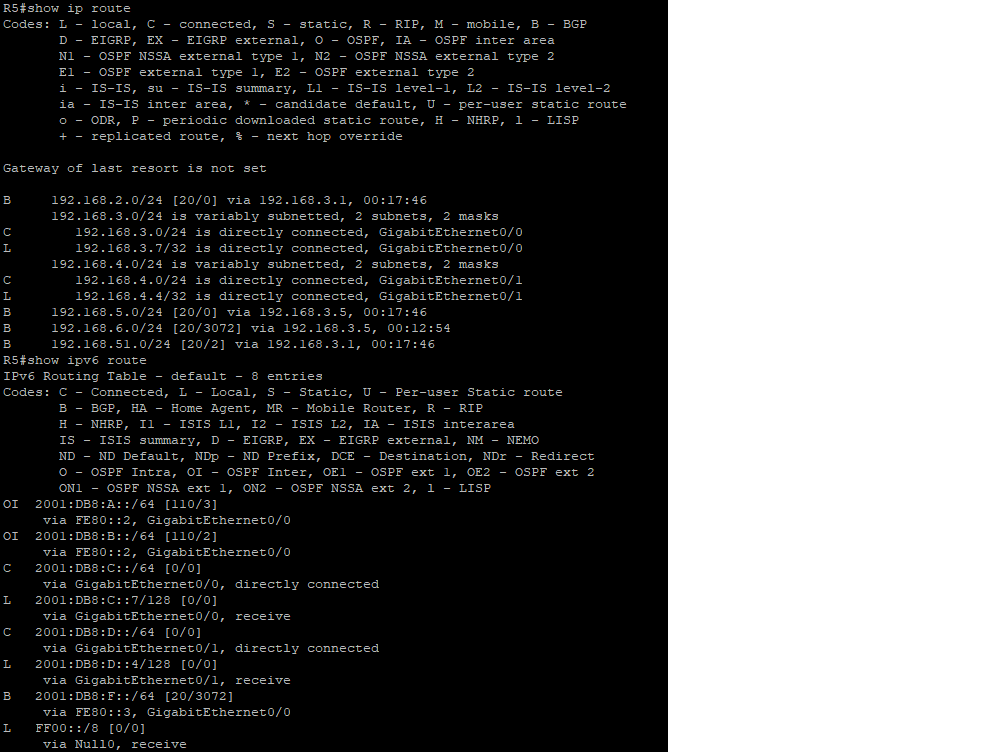 R5#show ip route
Codes: L - local, C - connected, S - static, R - RIP, M - mobile, B - BGP
       D - EIGRP, EX - EIGRP external, O - OSPF, IA - OSPF inter area
       N1 - OSPF NSSA external type 1, N2 - OSPF NSSA external type 2
       E1 - OSPF external type 1, E2 - OSPF external type 2
       i - IS-IS, su - IS-IS summary, L1 - IS-IS level-1, L2 - IS-IS level-2
       ia - IS-IS inter area, * - candidate default, U - per-user static route
       o - ODR, P - periodic downloaded static route, H - NHRP, l - LISP
       + - replicated route, % - next hop override

Gateway of last resort is not set

B     192.168.2.0/24 [20/0] via 192.168.3.1, 00:17:46
      192.168.3.0/24 is variably subnetted, 2 subnets, 2 masks
C        192.168.3.0/24 is directly connected, GigabitEthernet0/0
L        192.168.3.7/32 is directly connected, GigabitEthernet0/0
      192.168.4.0/24 is variably subnetted, 2 subnets, 2 masks
C        192.168.4.0/24 is directly connected, GigabitEthernet0/1
L        192.168.4.4/32 is directly connected, GigabitEthernet0/1
B     192.168.5.0/24 [20/0] via 192.168.3.5, 00:17:46
B     192.168.6.0/24 [20/3072] via 192.168.3.5, 00:12:54
B     192.168.51.0/24 [20/2] via 192.168.3.1, 00:17:46
R5#show ipv6 route
IPv6 Routing Table - default - 8 entries
Codes: C - Connected, L - Local, S - Static, U - Per-user Static route
       B - BGP, HA - Home Agent, MR - Mobile Router, R - RIP
       H - NHRP, I1 - ISIS L1, I2 - ISIS L2, IA - ISIS interarea
       IS - ISIS summary, D - EIGRP, EX - EIGRP external, NM - NEMO
       ND - ND Default, NDp - ND Prefix, DCE - Destination, NDr - Redirect
       O - OSPF Intra, OI - OSPF Inter, OE1 - OSPF ext 1, OE2 - OSPF ext 2
       ON1 - OSPF NSSA ext 1, ON2 - OSPF NSSA ext 2, l - LISP
OI  2001:DB8:A::/64 [110/3]
     via FE80::2, GigabitEthernet0/0
OI  2001:DB8:B::/64 [110/2]
     via FE80::2, GigabitEthernet0/0
C   2001:DB8:C::/64 [0/0]
     via GigabitEthernet0/0, directly connected
L   2001:DB8:C::7/128 [0/0]
     via GigabitEthernet0/0, receive
C   2001:DB8:D::/64 [0/0]
     via GigabitEthernet0/1, directly connected
L   2001:DB8:D::4/128 [0/0]
     via GigabitEthernet0/1, receive
B   2001:DB8:F::/64 [20/3072]
     via FE80::3, GigabitEthernet0/0
L   FF00::/8 [0/0]
     via Null0, receive